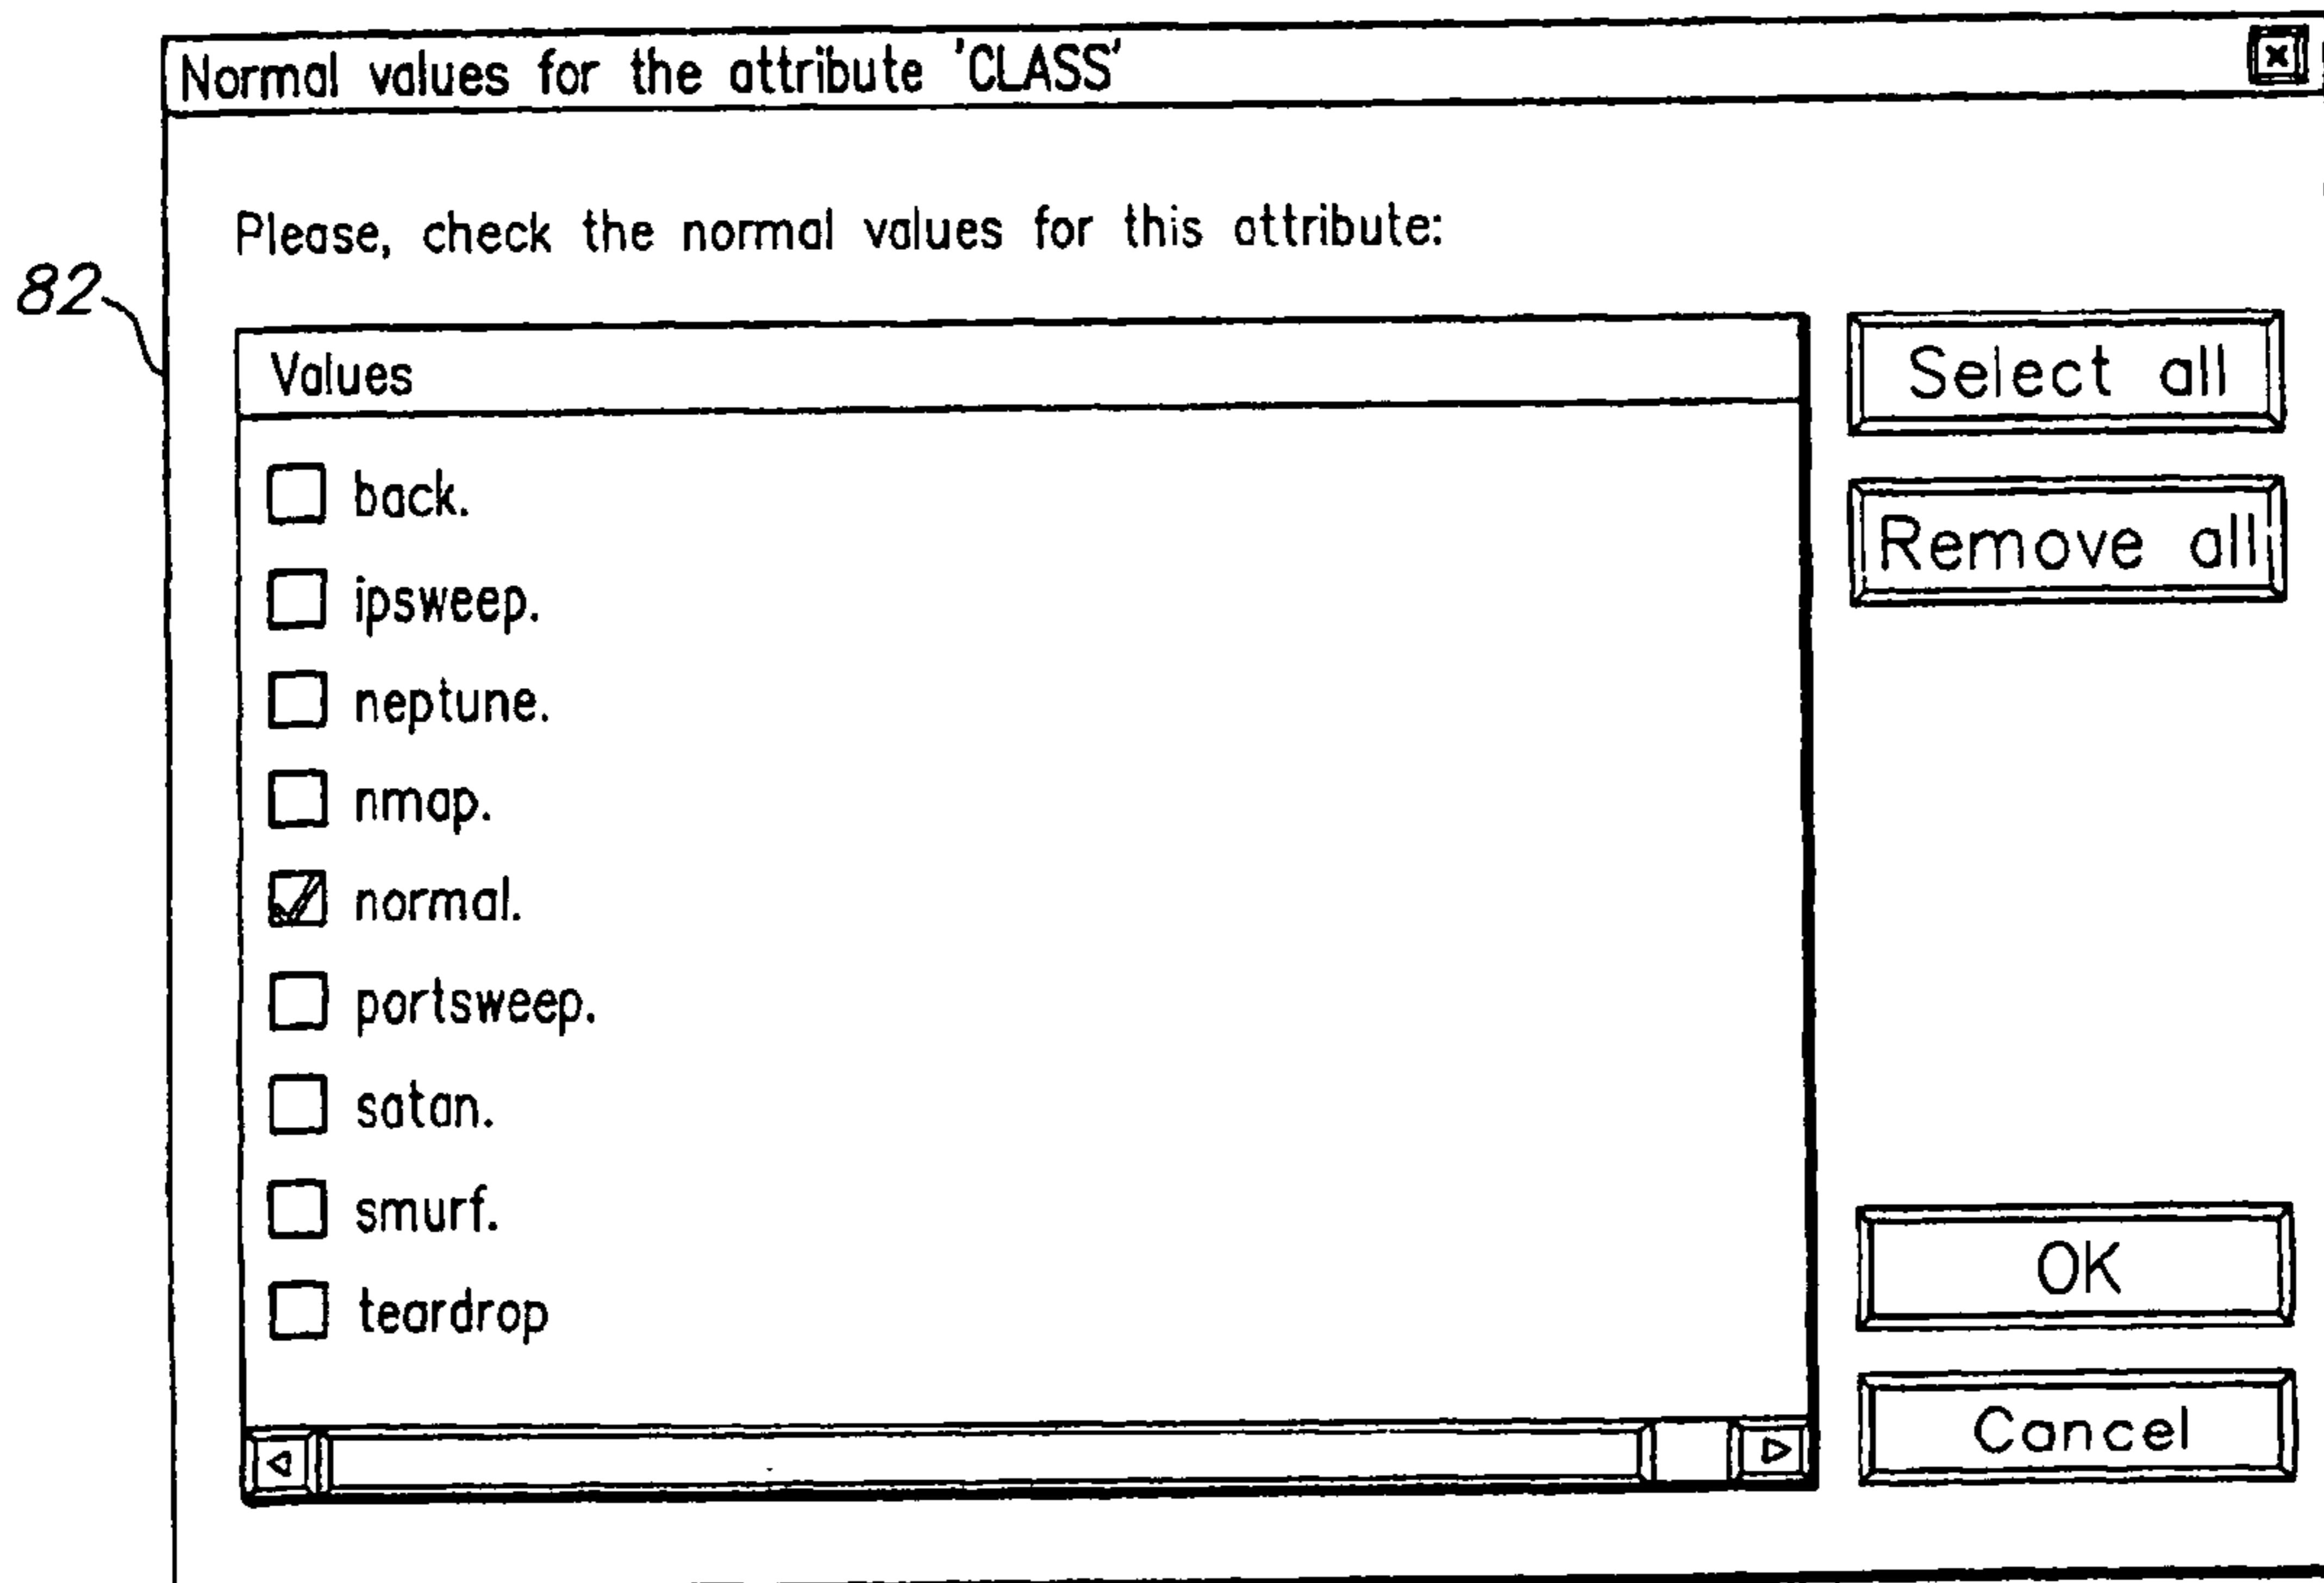 Normal values for the attribute 'CLASS'
Please, check the normal values for this attribute:
82
Values
back.
ipsweep.
neptune.
nmap.
normal.
portsweep.
satan.
smurf.
teardrop
Select all
Remove all
OK
Cancel